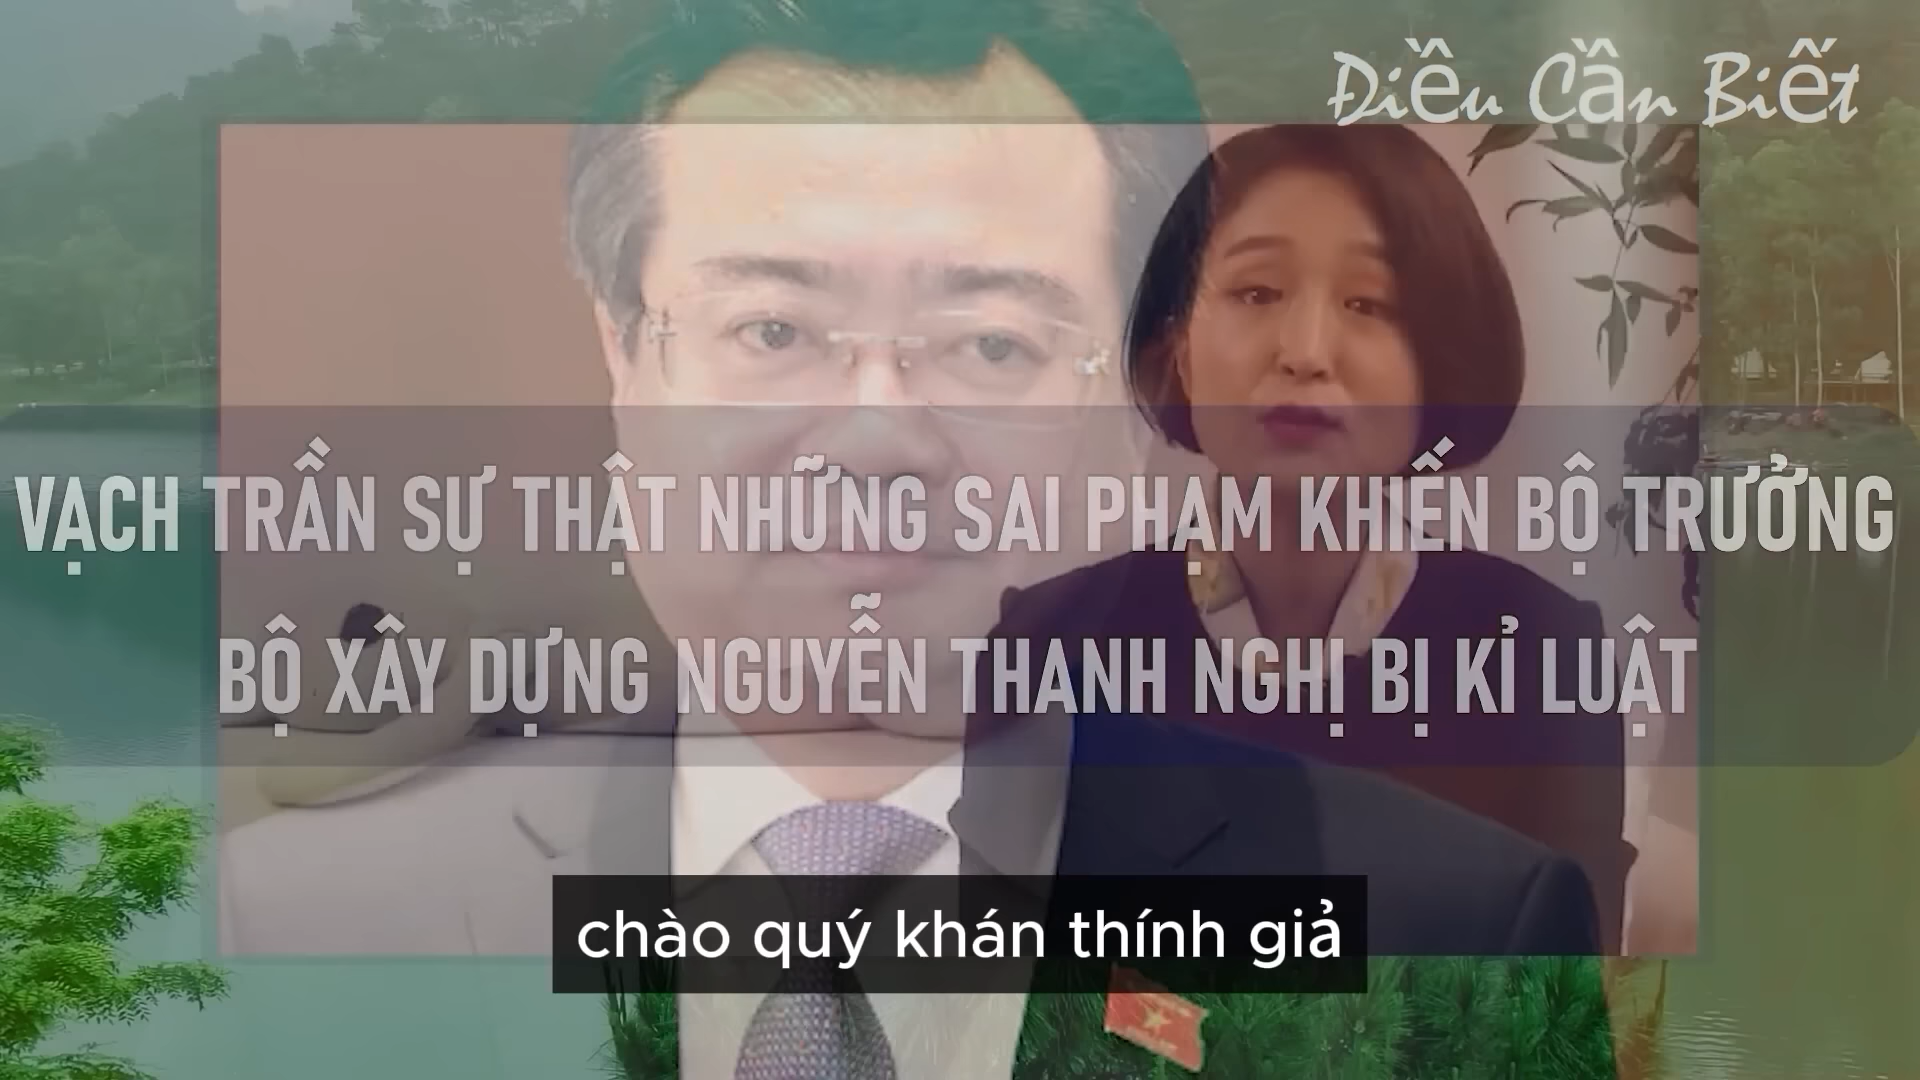 Điều Cần Biết
VẠCH TRẦN SỰ THẬT NHỮNG SAI PHẠM KHIẾN BỘ TRƯỞNG
BỘ XÂY DỰNG NGUYỄN THANH NGHỊ BỊ KỈ LUẬT
chào quý khán thính giả